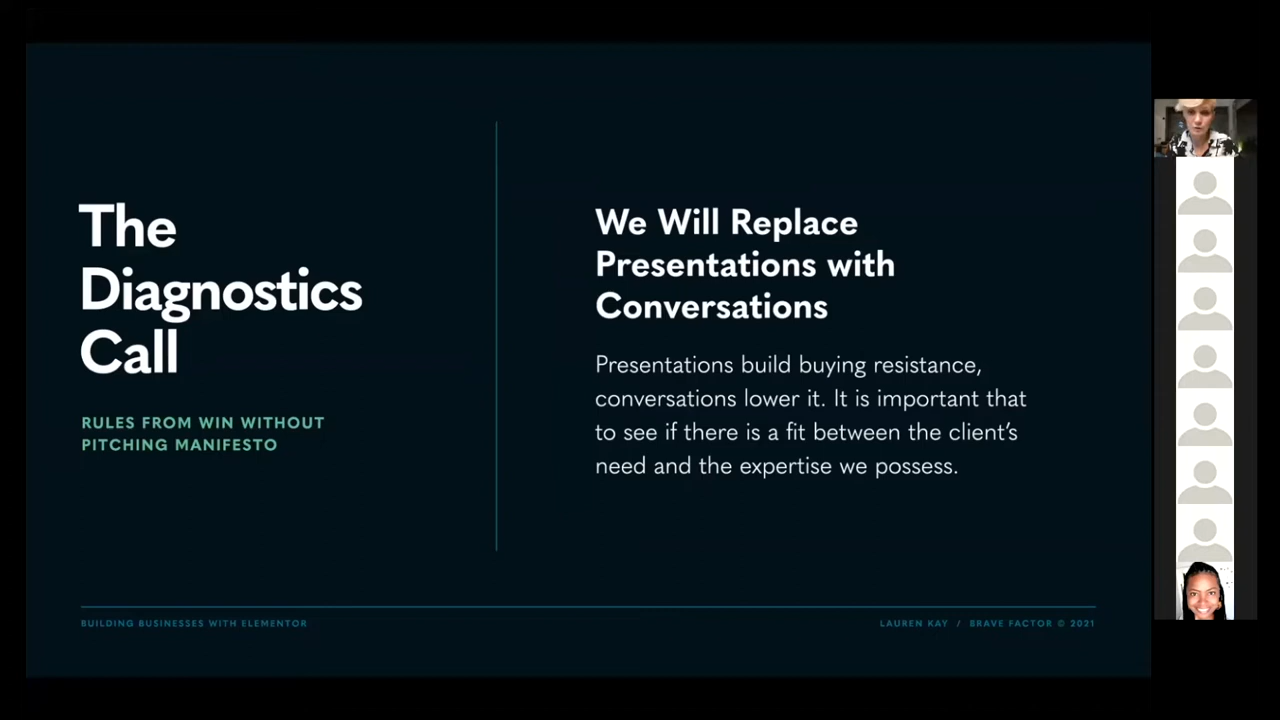 The
Diagnostics
Call
RULES FROM WIN WITHOUT
PITCHING MANIFESTO
We Will Replace
Presentations with
Conversations
Presentations build buying resistance,
conversations lower it. It is important that
to see if there is a fit between the client’s
need and the expertise we possess.
BUILDING BUSINESSES WITH ELEMENTOR
LAUREN KAY / BRAVE FACTOR © 2021